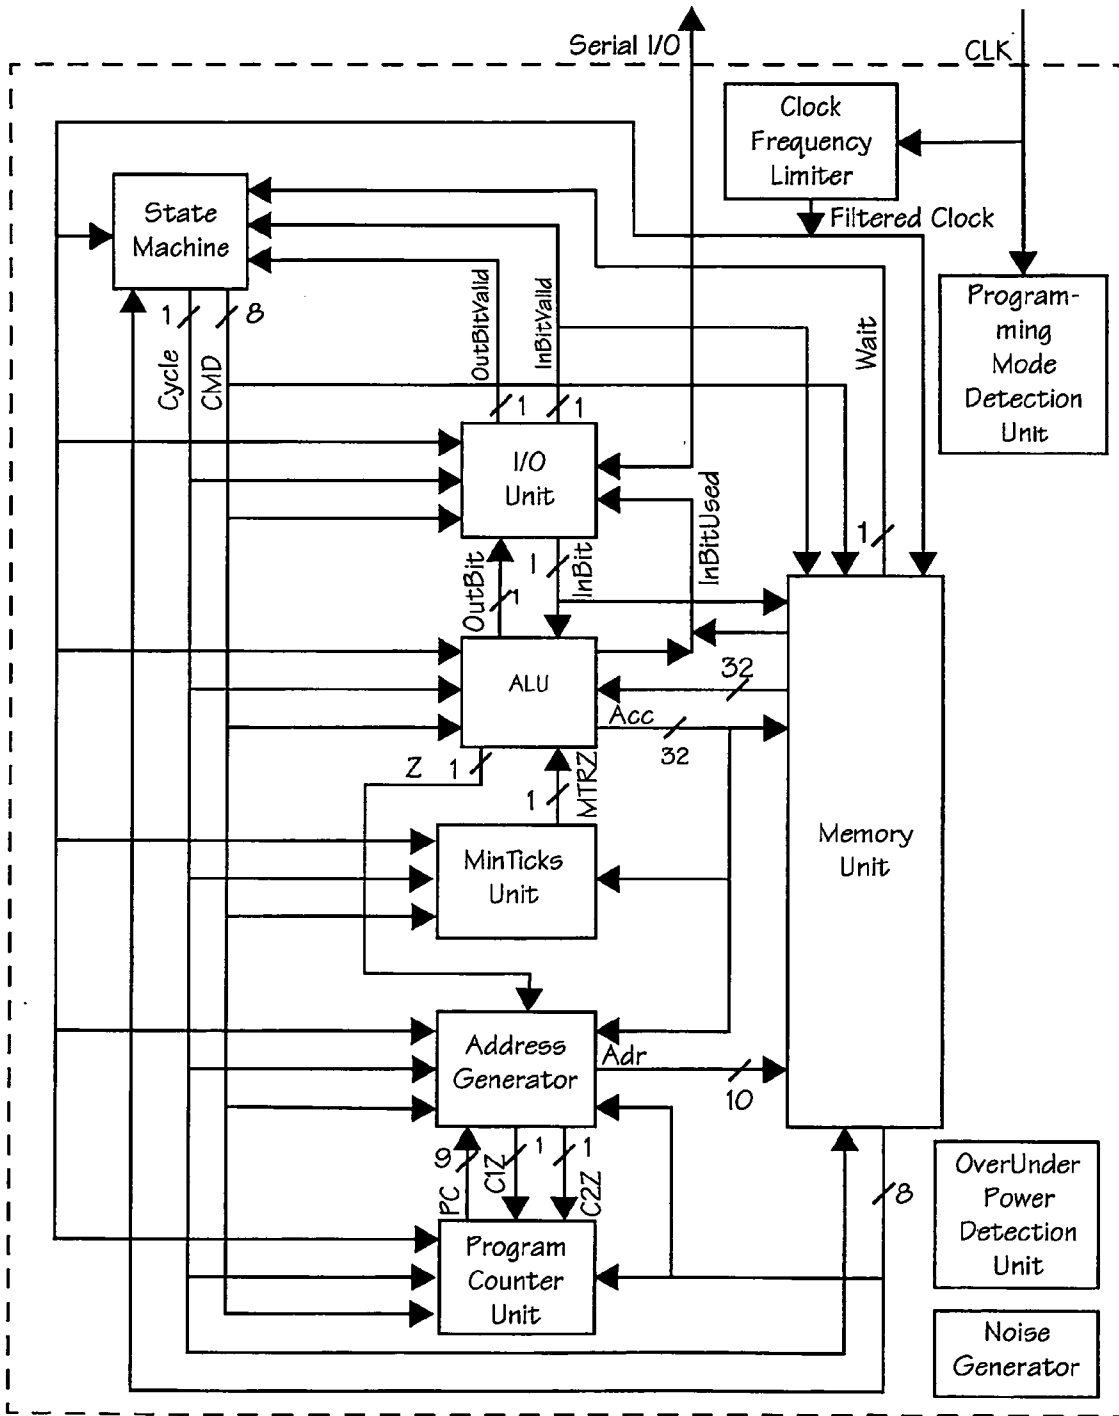 Serial I/O
CLK
Clock
Frequency
Limiter
Filtered Clock
State
Machine
Program-
ming
Mode
Detection
Unit
1
8
Cycle
CMD
OutBitValid
InBitValid
Wait
1
1
I/O
Unit
1
InBitUsed
OutBit
1
1
InBit
ALU
32
Acc
32
Z
1
1
MTRZ
MinTicks
Unit
Memory
Unit
Address
Generator
Adr
10
9
PC
C1Z
1
1
C2Z
8
OverUnder
Power
Detection
Unit
Program
Counter
Unit
Noise
Generator